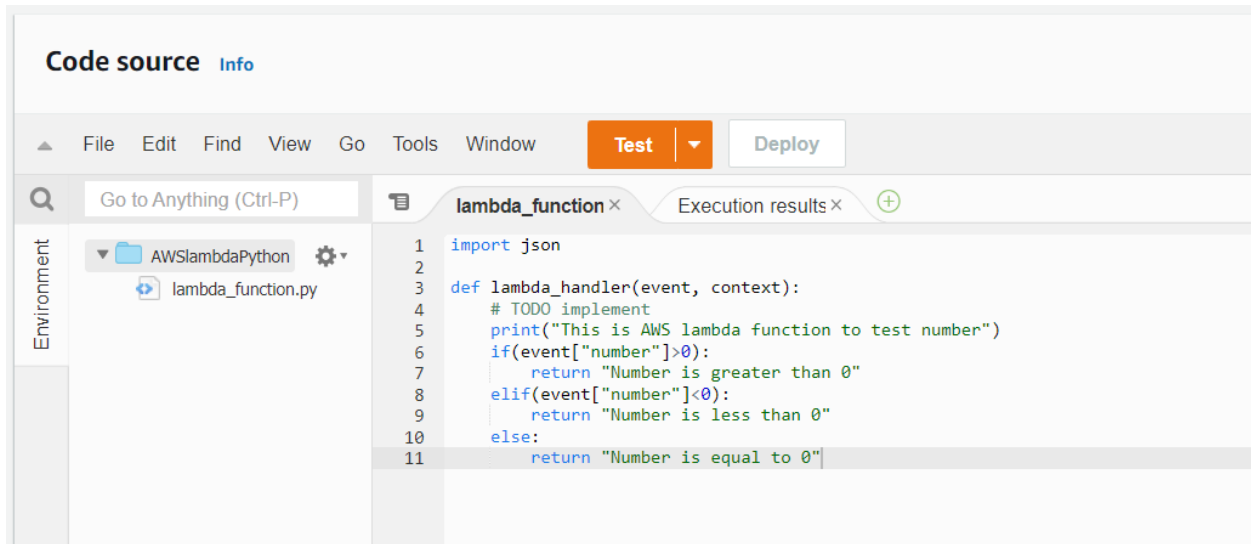 Code source Info
File Edit Find View Go Tools Window Test Deploy
Go to Anything (Ctrl-P)
lambda_function × Execution results ×
Environment
AWSlambdaPython
lambda_function.py
1 import json
2
3 def lambda_handler(event, context):
4     # TODO implement
5     print("This is AWS lambda function to test number")
6     if(event["number"]>0):
7         return "Number is greater than 0"
8     elif(event["number"]<0):
9         return "Number is less than 0"
10     else:
11         return "Number is equal to 0"